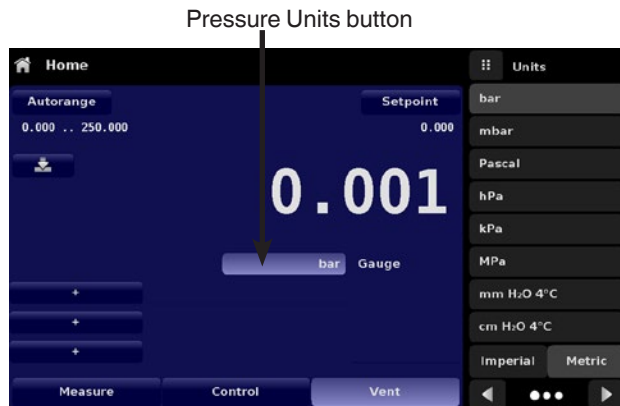 Pressure Units button
Home
Units
Autorange
Setpoint
0.000 .. 250.000
0.000
0.001
bar
Gauge
+
+
+
Measure
Control
Vent
bar
mbar
Pascal
hPa
kPa
MPa
mm H₂O 4°C
cm H₂O 4°C
Imperial
Metric